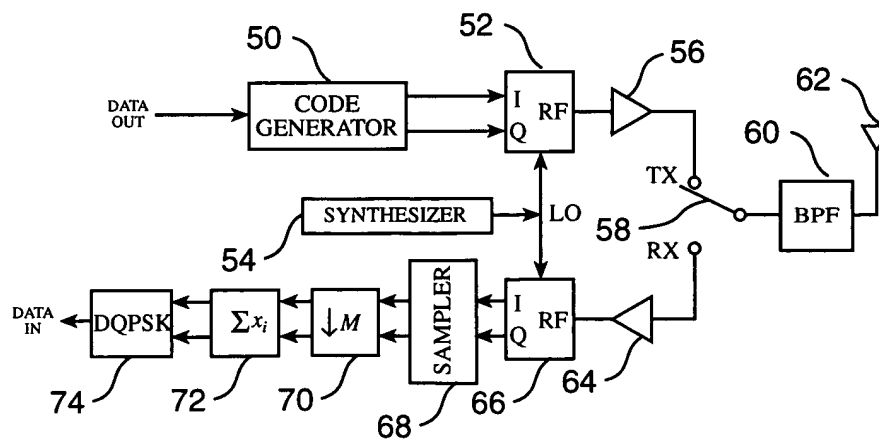 50
52
56
62
DATA
OUT
CODE
GENERATOR
I
Q
RF
60
TX
BPF
SYNTHESIZER
LO
58
54
RX
DATA
IN
DQPSK
Σ xᵢ
↓M
SAMPLER
I
Q
RF
74
72
70
68
66
64